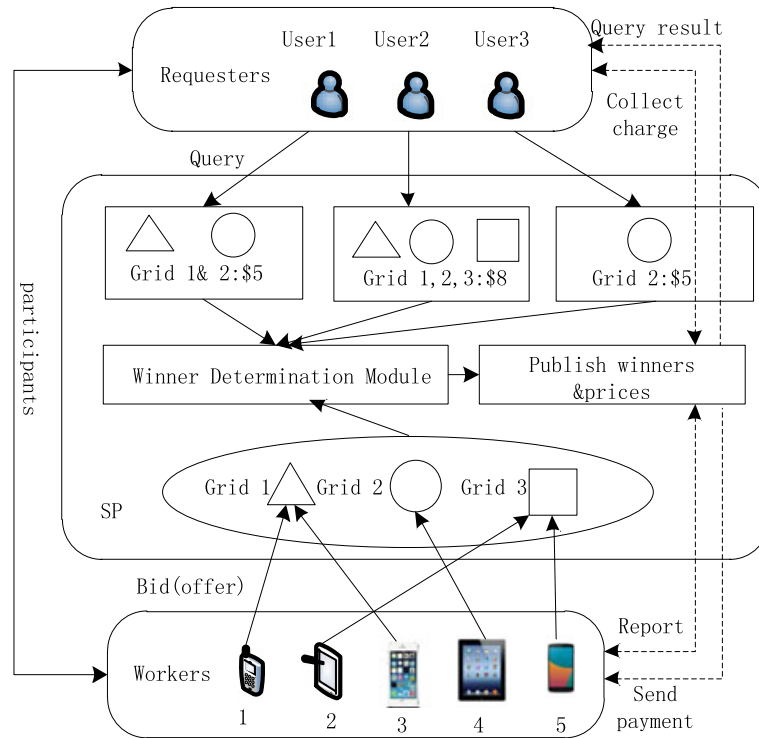 Query result
User1 User2 User3
Requesters
Collect
charge
Query
Grid 1& 2:$5
Grid 1,2,3:$8
Grid 2:$5
participants
Winner Determination Module
Publish winners
&prices
Grid 1
Grid 2
Grid 3
SP
Bid(offer)
Report
Workers
Send
payment
1 2 3 4 5